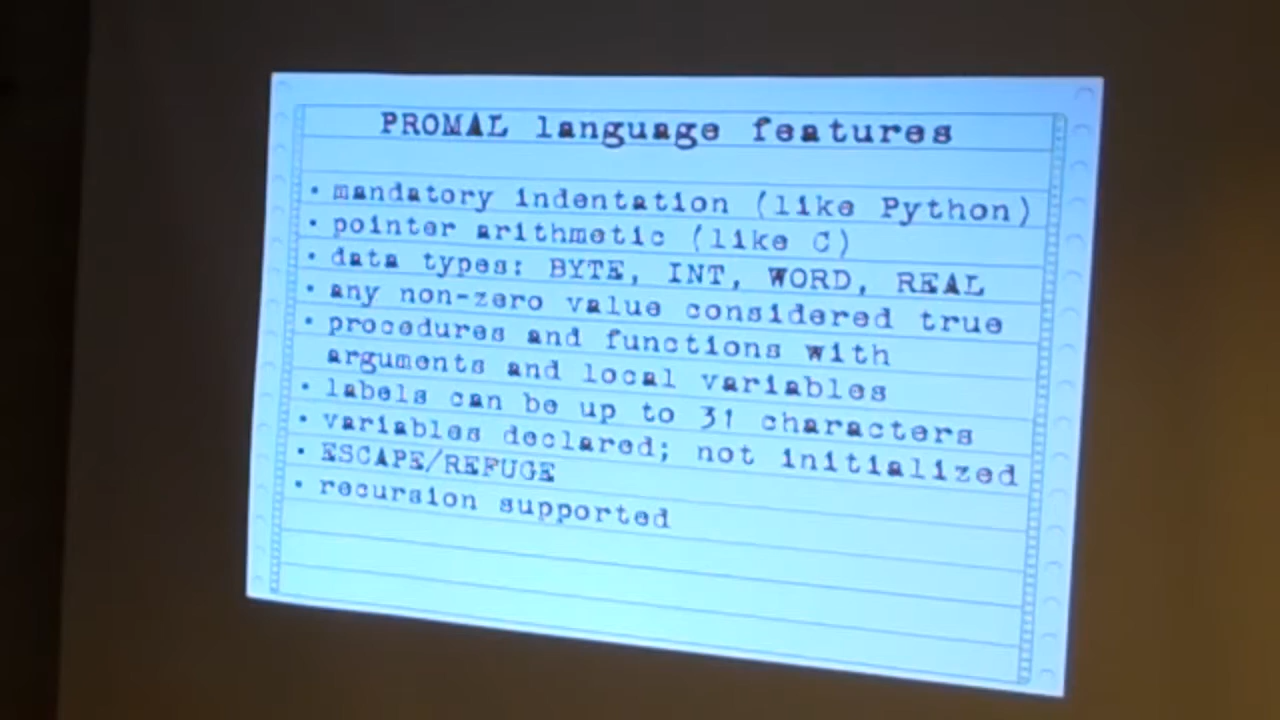 PROMAL language features
• mandatory indentation (like Python)
• pointer arithmetic (like C)
• data types: BYTE, INT, WORD, REAL
• any non-zero value considered true
• procedures and functions with
arguments and local variables
• labels can be up to 31 characters
• variables declared; not initialized
• ESCAPE/REFUGE
• recursion supported